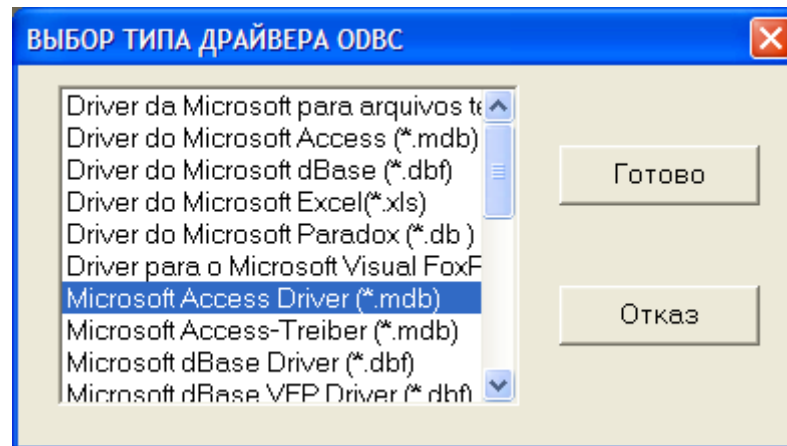 ВЫБОР ТИПА ДРАЙВЕРА ODBC
Driver da Microsoft para arquivos
Driver do Microsoft Access (*.mdb)
Driver do Microsoft dBase (*.dbf)
Driver do Microsoft Excel(*.xls)
Driver do Microsoft Paradox (*.db )
Driver para o Microsoft Visual
Microsoft Access Driver (*.mdb)
Microsoft Access-Treiber (*.mdb)
Microsoft dBase Driver (*.dbf)
Microsoft dBase VFP Driver (*.dbf)
Готово
Отказ